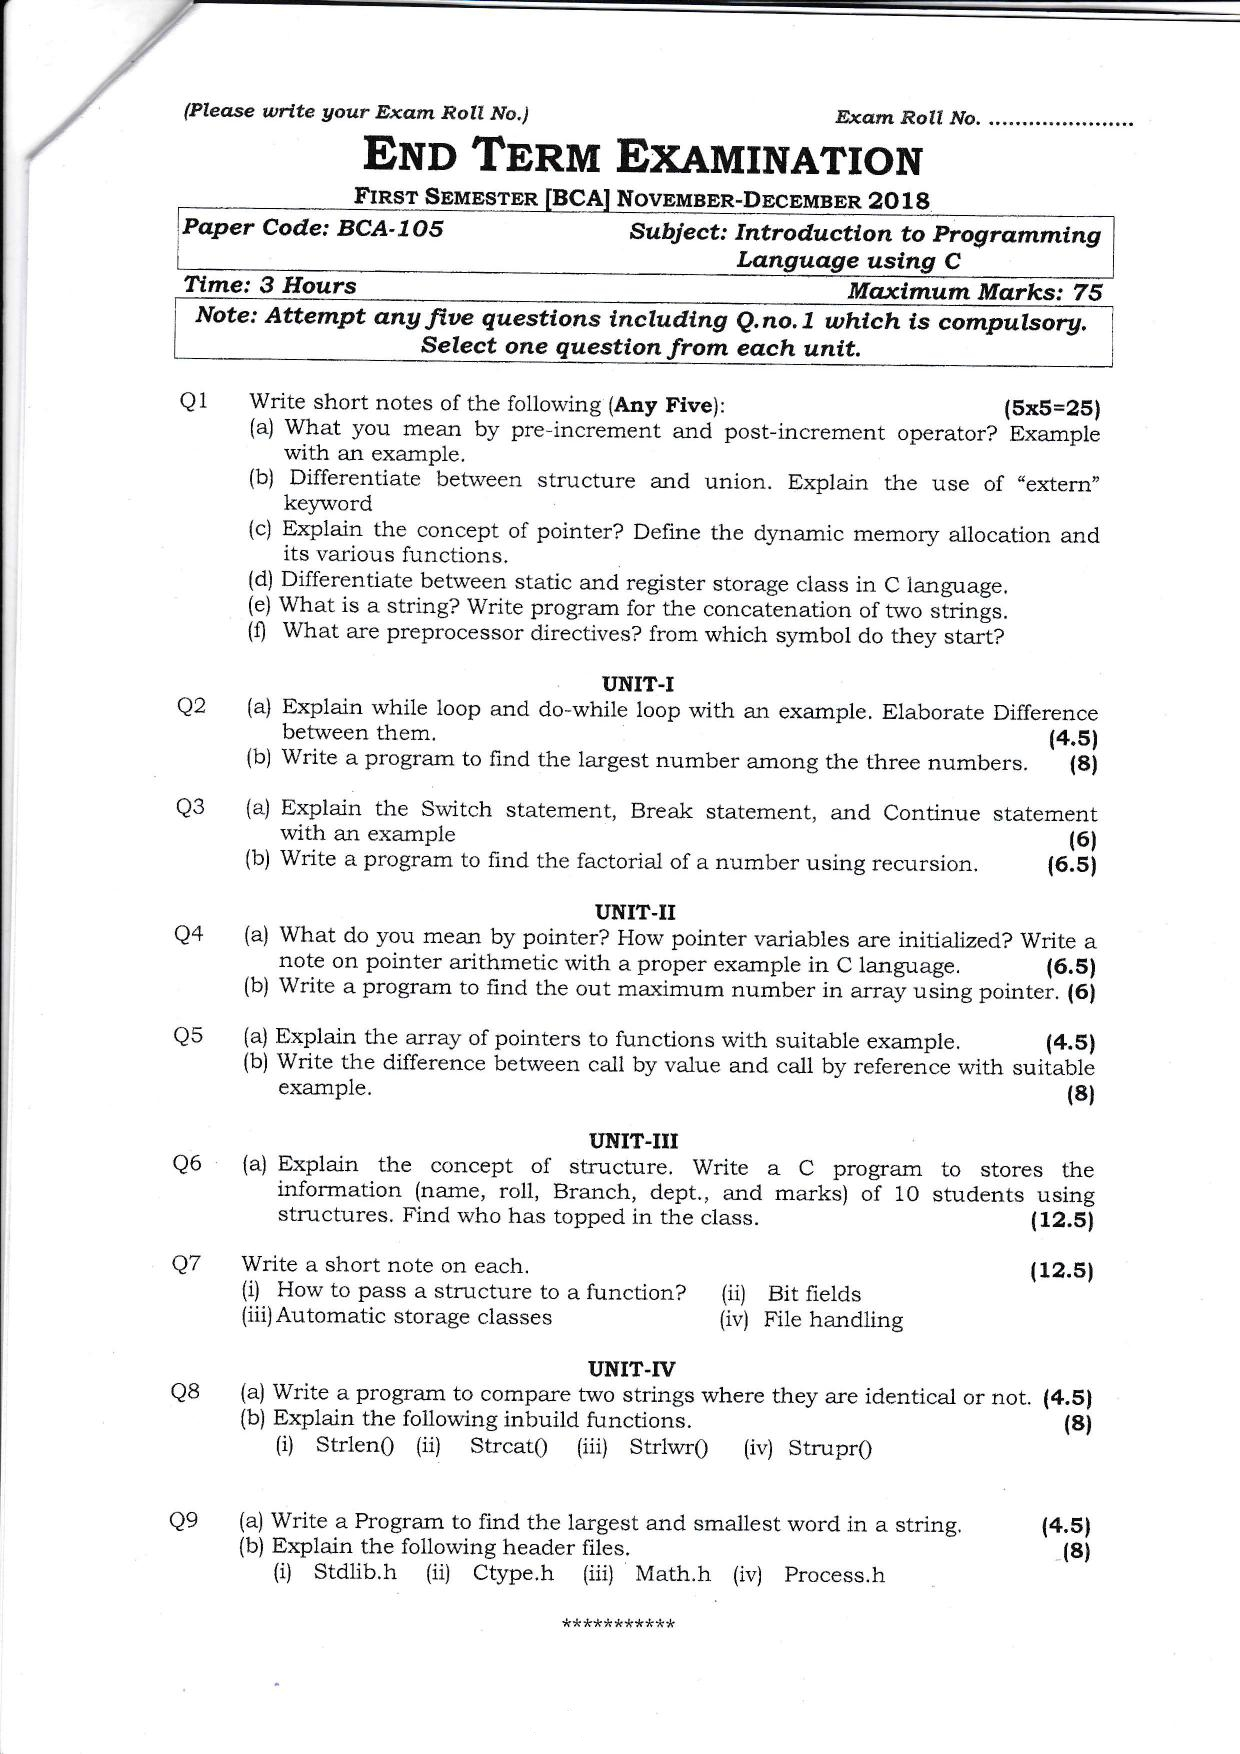 (Please write your Exam Roll No.) Exam Roll No. ......................
END TERM EXAMINATION
FIRST SEMESTER [BCA] NOVEMBER-DECEMBER 2018
Paper Code: BCA-105 Subject: Introduction to Programming
Language using C
Time: 3 Hours Maximum Marks: 75
Note: Attempt any five questions including Q.no.1 which is compulsory.
Select one question from each unit.
Q1 Write short notes of the following (Any Five): (5x5=25)
(a) What you mean by pre-increment and post-increment operator? Example
with an example.
(b) Differentiate between structure and union. Explain the use of “extern”
keyword
(c) Explain the concept of pointer? Define the dynamic memory allocation and
its various functions.
(d) Differentiate between static and register storage class in C language.
(e) What is a string? Write program for the concatenation of two strings.
(f) What are preprocessor directives? from which symbol do they start?
UNIT-I
Q2 (a) Explain while loop and do-while loop with an example. Elaborate Difference
between them. (4.5)
(b) Write a program to find the largest number among the three numbers. (8)
Q3 (a) Explain the Switch statement, Break statement, and Continue statement
with an example (6)
(b) Write a program to find the factorial of a number using recursion. (6.5)
UNIT-II
Q4 (a) What do you mean by pointer? How pointer variables are initialized? Write a
note on pointer arithmetic with a proper example in C language. (6.5)
(b) Write a program to find the out maximum number in array using pointer. (6)
Q5 (a) Explain the array of pointers to functions with suitable example. (4.5)
(b) Write the difference between call by value and call by reference with suitable
example. (8)
UNIT-III
Q6 (a) Explain the concept of structure. Write a C program to stores the
information (name, roll, Branch, dept., and marks) of 10 students using
structures. Find who has topped in the class. (12.5)
Q7 Write a short note on each. (12.5)
(i) How to pass a structure to a function? (ii) Bit fields
(iii) Automatic storage classes (iv) File handling
UNIT-IV
Q8 (a) Write a program to compare two strings where they are identical or not. (4.5)
(b) Explain the following inbuild functions. (8)
(i) Strlen() (ii) Strcat() (iii) Strlwr() (iv) Strupr()
Q9 (a) Write a Program to find the largest and smallest word in a string. (4.5)
(b) Explain the following header files. (8)
(i) Stdlib.h (ii) Ctype.h (iii) Math.h (iv) Process.h
***********